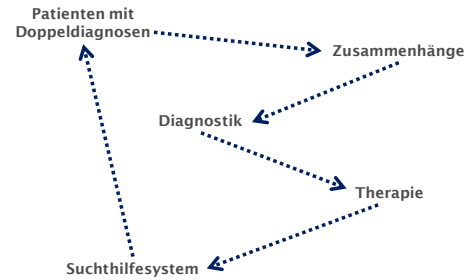 Patienten mit
Doppeldiagnosen
Zusammenhänge
Diagnostik
Therapie
Suchthilfesystem